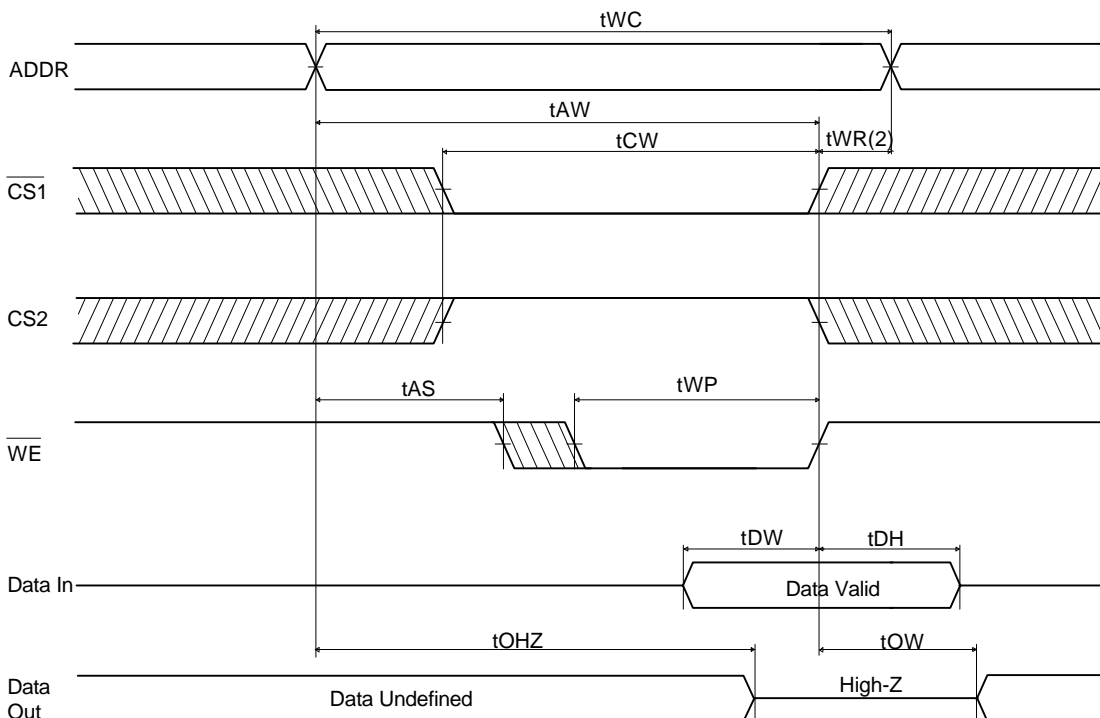 tWC
ADDR
tAW
tCW
tWR(2)
CS1
CS2
tAS
tWP
WE
tDW
tDH
Data In
Data Valid
tOHZ
tOW
Data
Out
Data Undefined
High-Z